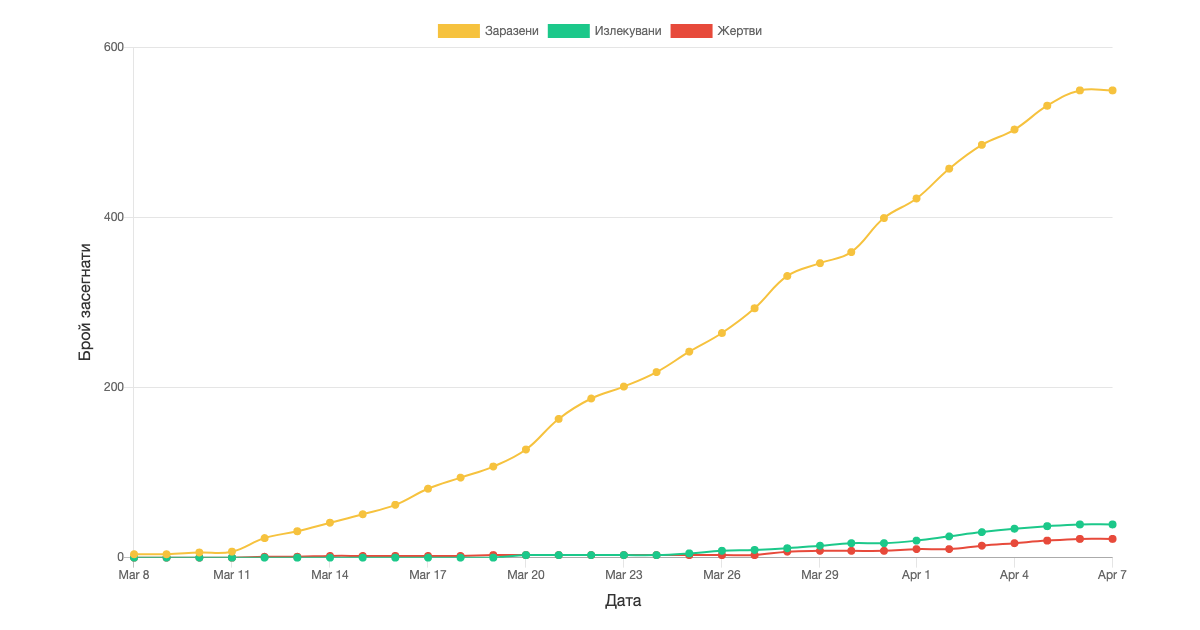 Заразени Излекувани Жертви
600
400
200
0
Брой засегнати
Mar 8 Mar 11 Mar 14 Mar 17 Mar 20 Mar 23 Mar 26 Mar 29 Apr 1 Apr 4 Apr 7
Дата